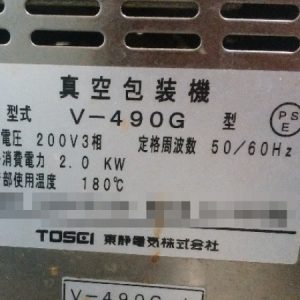 真空包装機
型式 V-490G 型 PSE
電圧 200V3相 定格周波数 50/60Hz
消費電力 2.0 KW
部使用温度 180℃
TOSEI 東静電気株式会社
V-490G